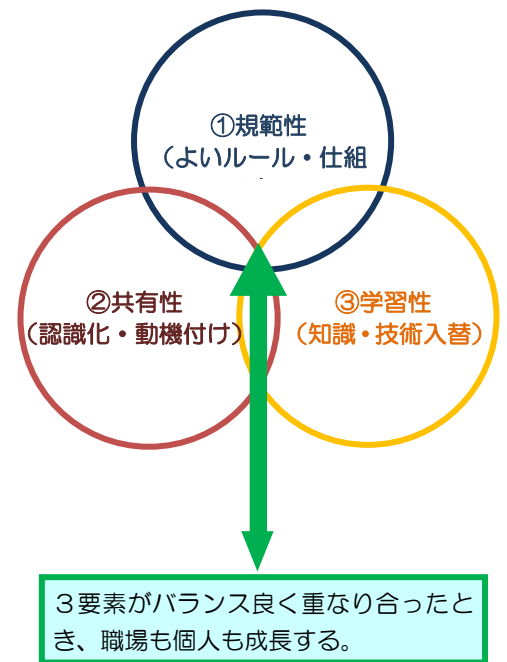 ①規範性
（よいルール・仕組
②共有性
（認識化・動機付け）
③学習性
（知識・技術入替）
３要素がバランス良く重なり合ったと
き、職場も個人も成長する。